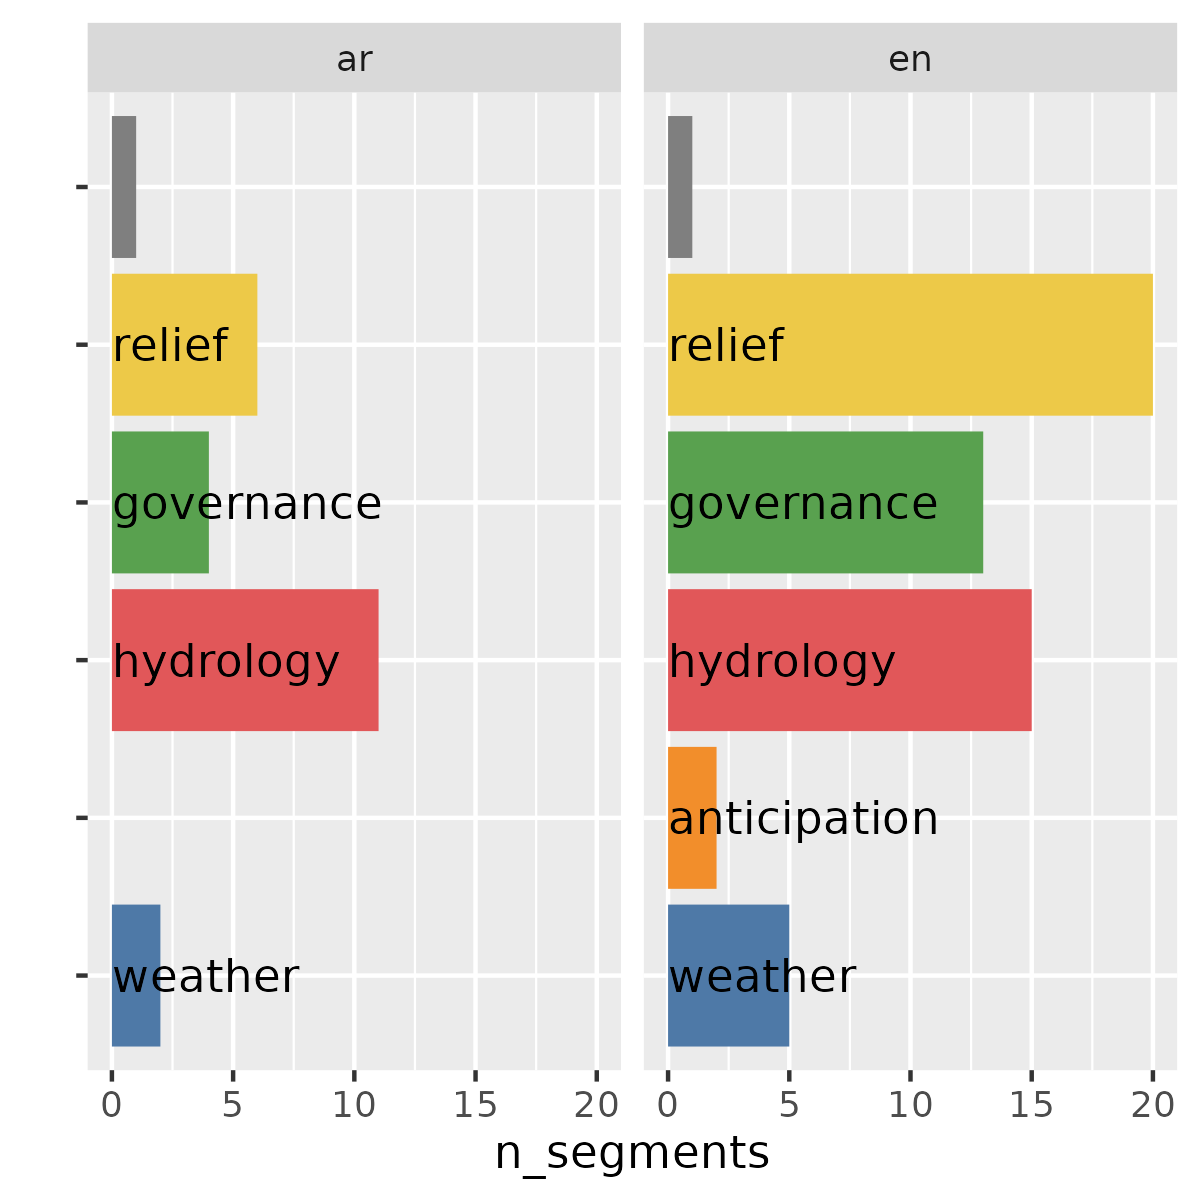 ar
en
relief
relief
governance
governance
hydrology
hydrology
anticipation
weather
weather
0 5 10 15 20 0 5 10 15 20
n_segments